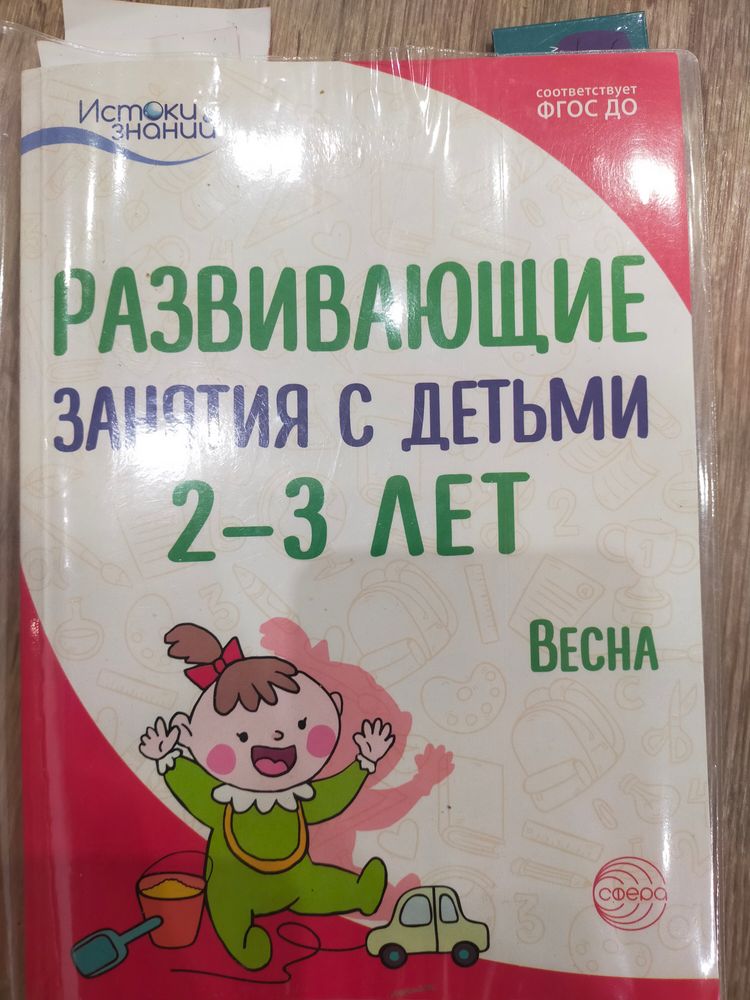 Истоки
знаний
соответствует
ФГОС ДО
РАЗВИВАЮЩИЕ
ЗАНЯТИЯ С ДЕТЬМИ
2–3 ЛЕТ
ВЕСНА
сфера